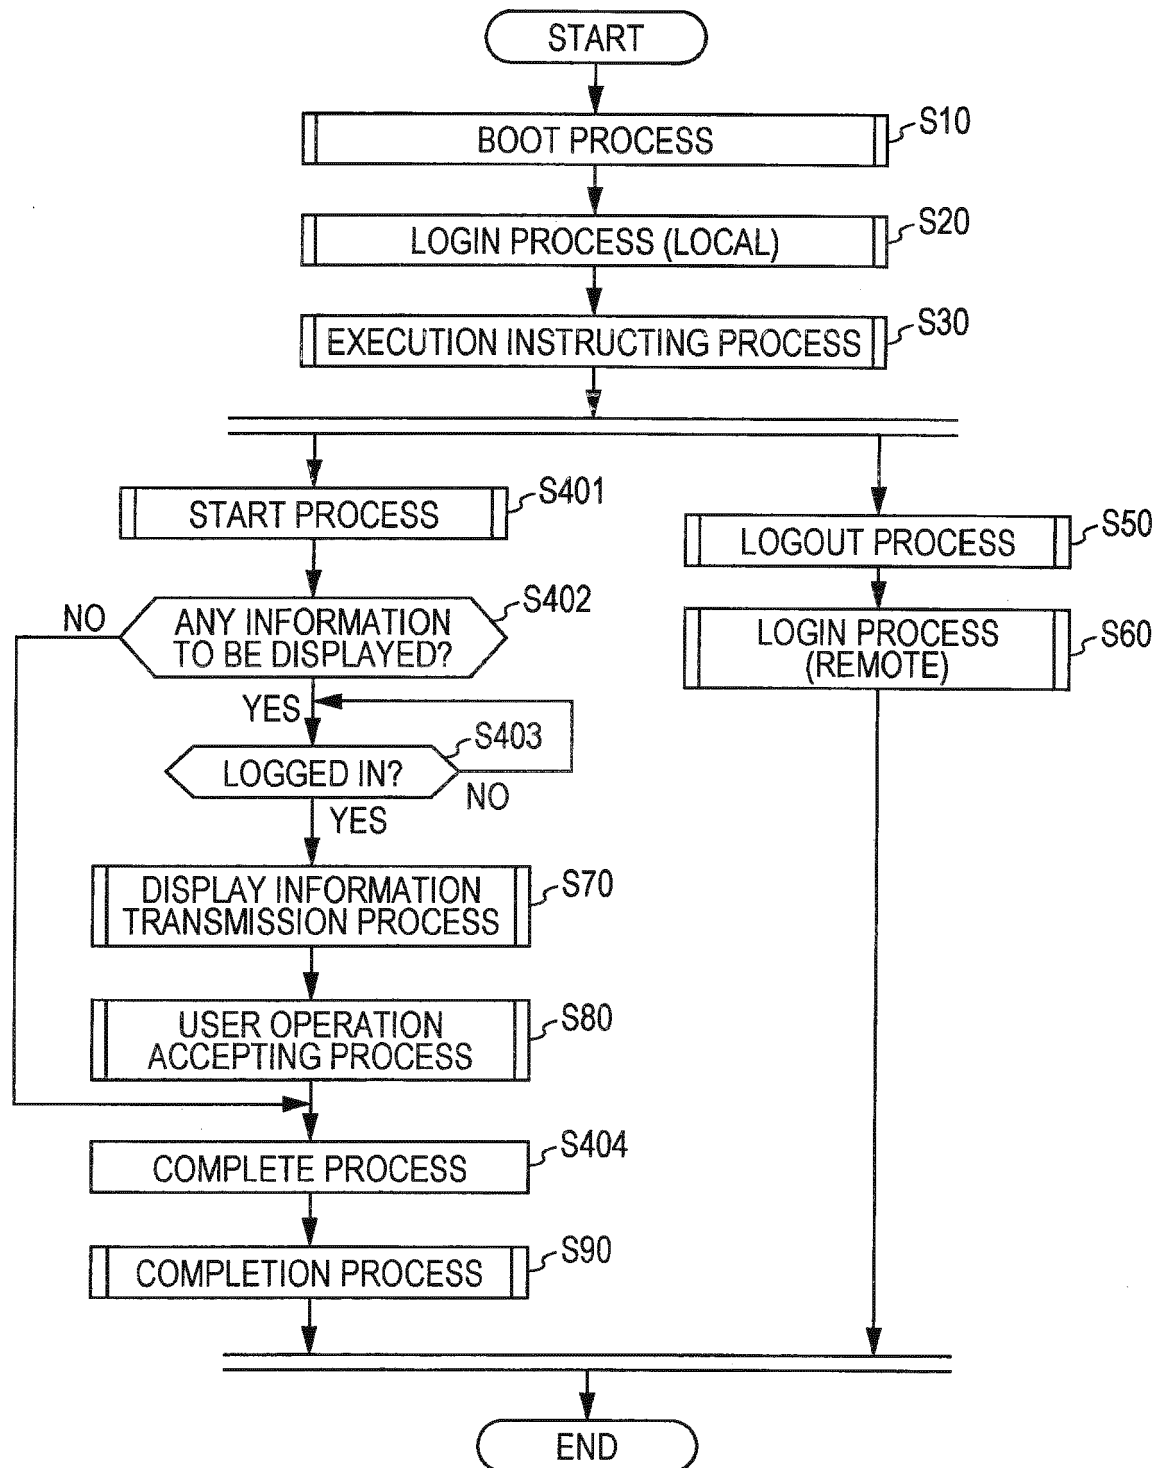 START
BOOT PROCESS
S10
LOGIN PROCESS (LOCAL)
S20
EXECUTION INSTRUCTING PROCESS
S30
START PROCESS
S401
LOGOUT PROCESS
S50
NO
ANY INFORMATION
TO BE DISPLAYED?
S402
LOGIN PROCESS
(REMOTE)
S60
YES
LOGGED IN?
S403
NO
YES
DISPLAY INFORMATION
TRANSMISSION PROCESS
S70
USER OPERATION
ACCEPTING PROCESS
S80
COMPLETE PROCESS
S404
COMPLETION PROCESS
S90
END